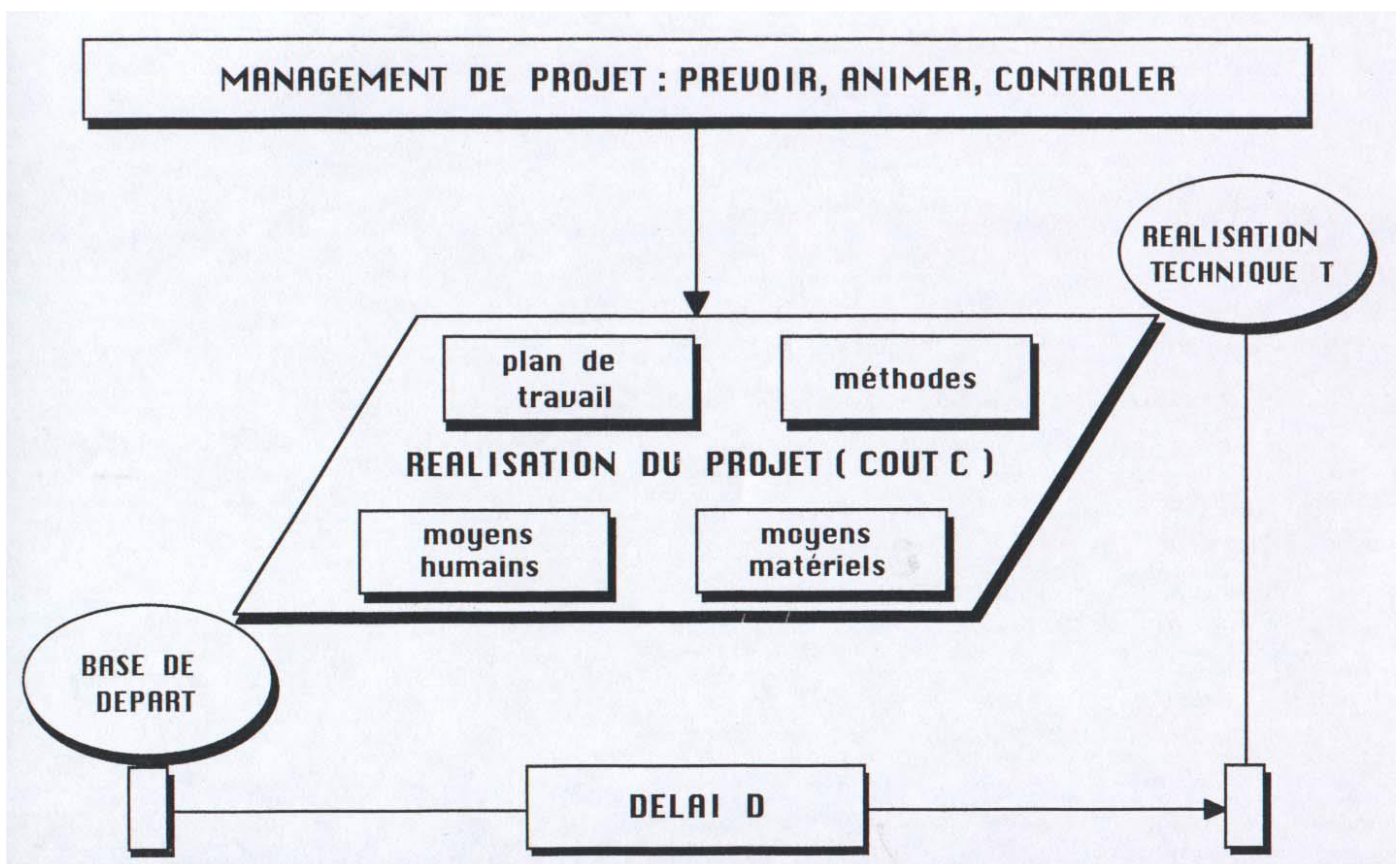 MANAGEMENT DE PROJET : PREVOIR, ANIMER, CONTROLER
REALISATION
TECHNIQUE T
plan de
travail
méthodes
REALISATION DU PROJET ( COUT C )
moyens
humains
moyens
matériels
BASE DE
DEPART
DELAI D